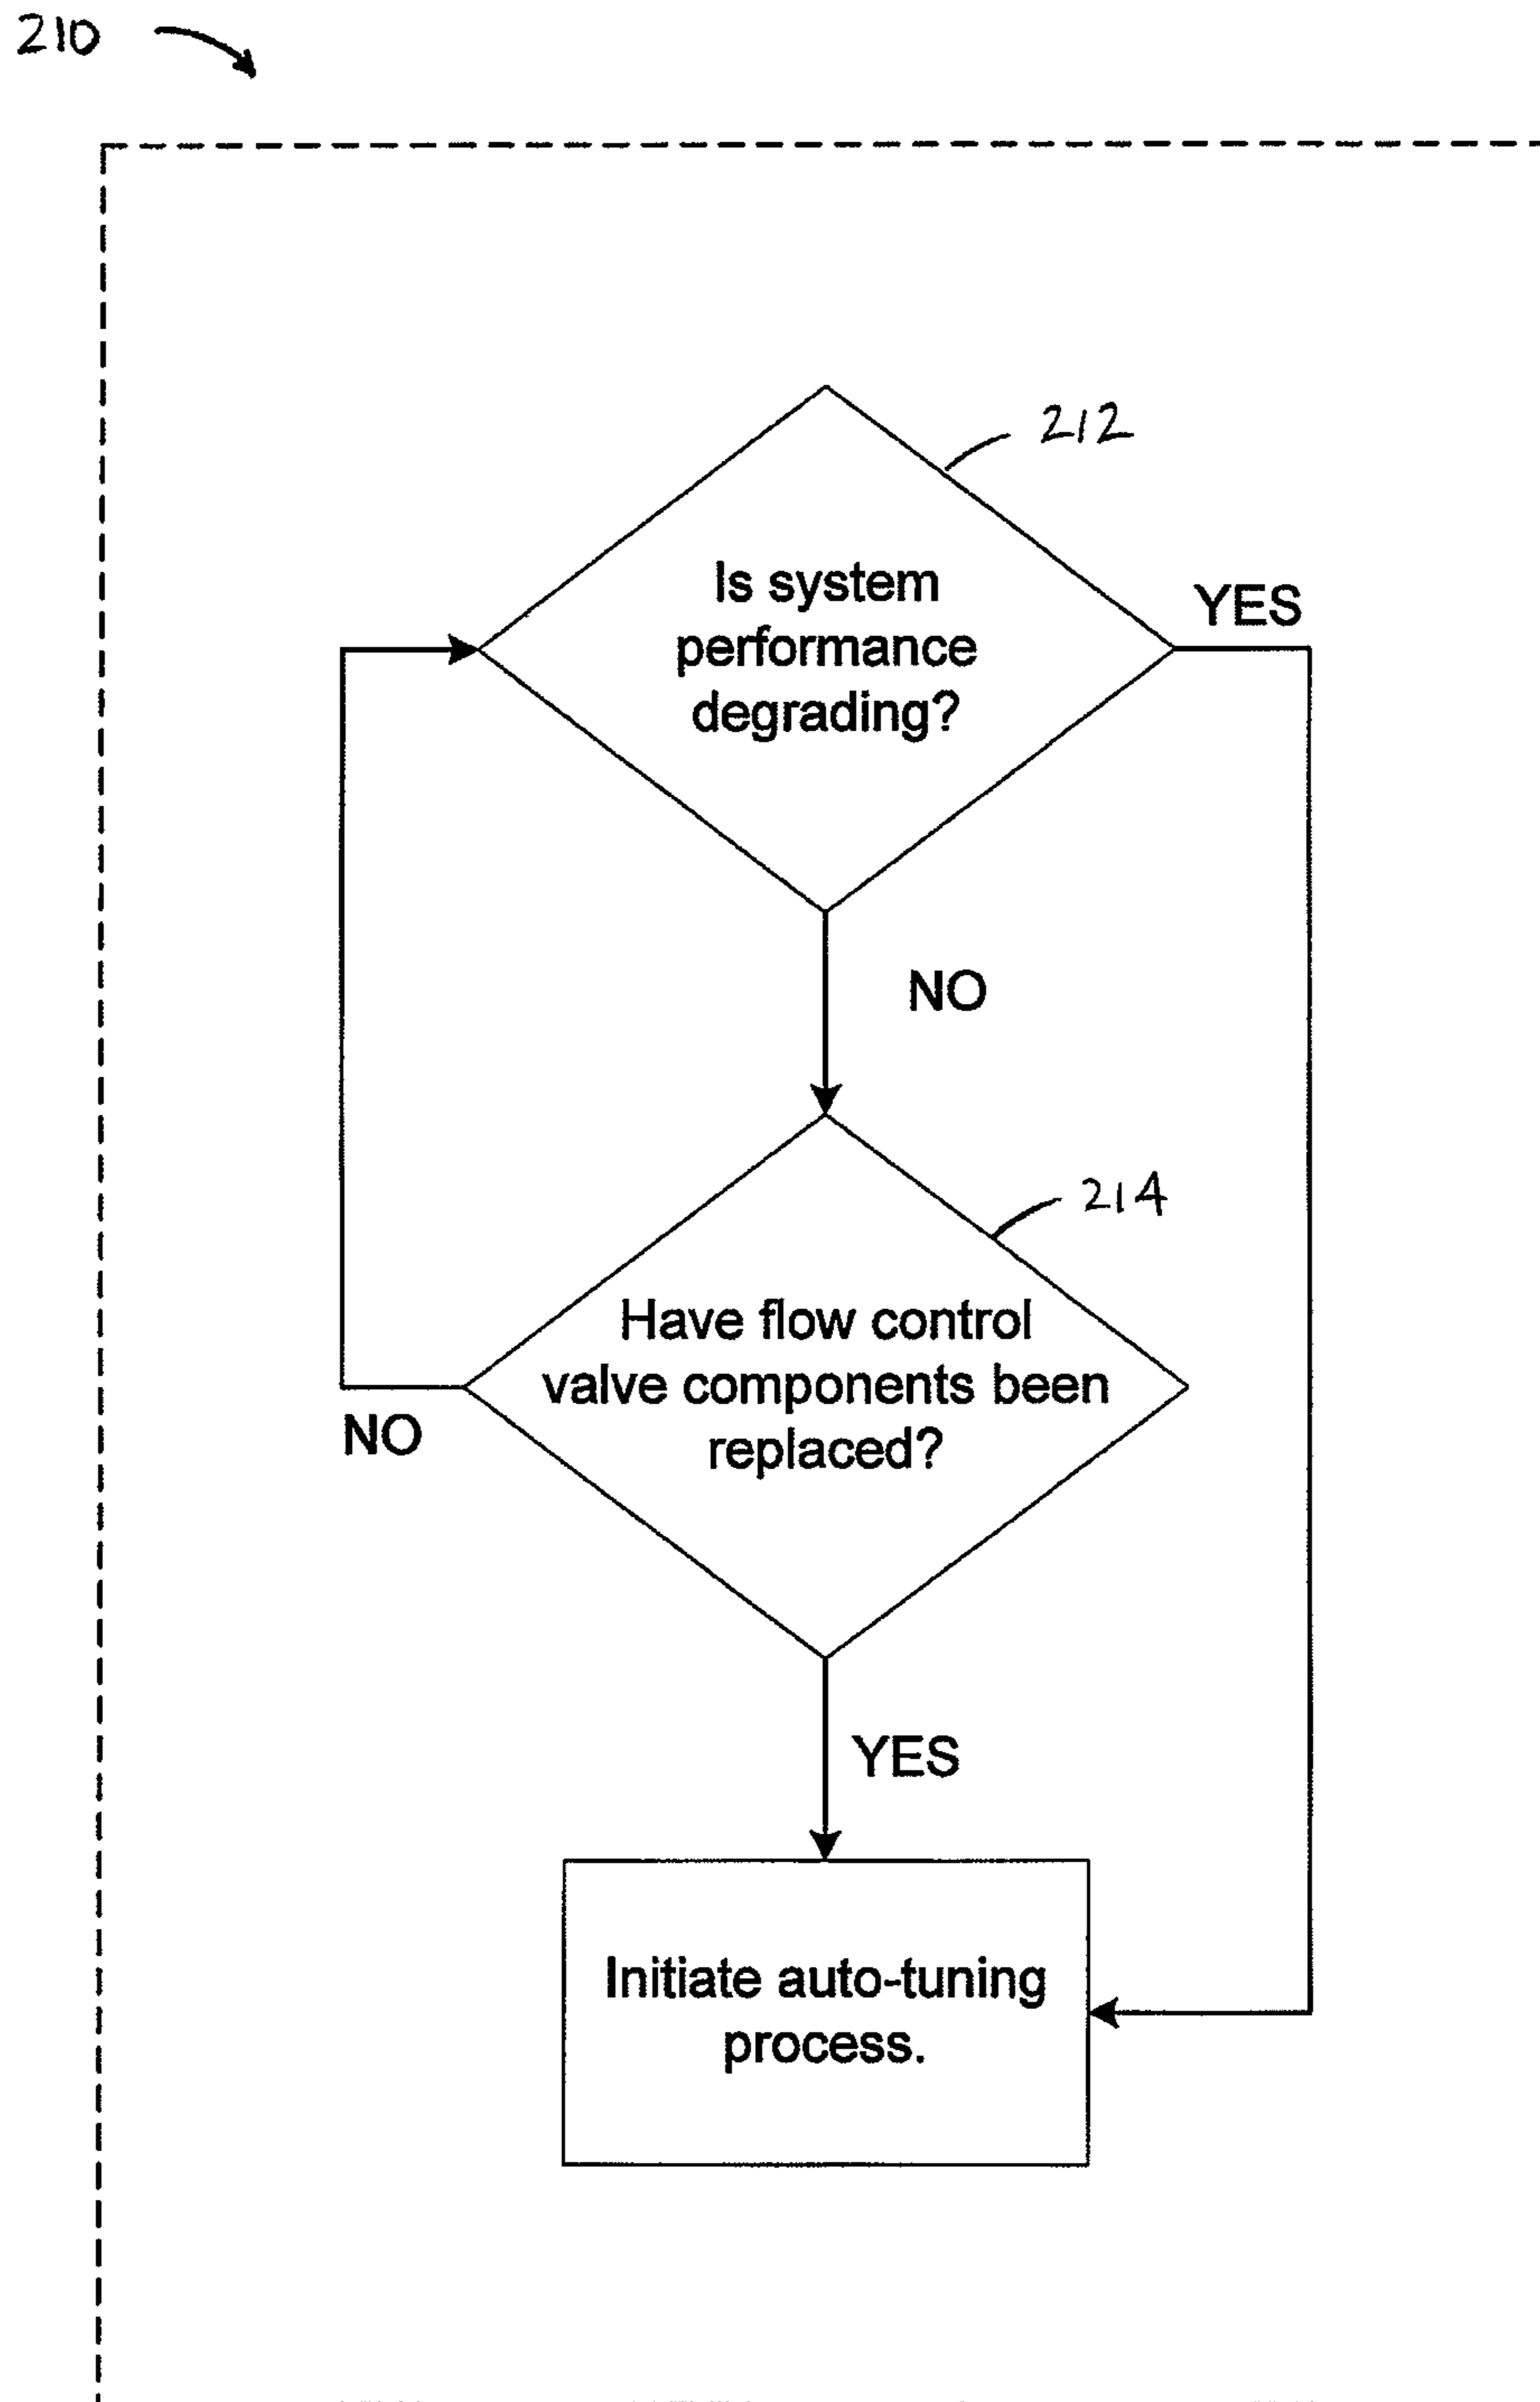 210
212
Is system
performance
degrading?
YES
NO
214
Have flow control
valve components been
replaced?
NO
YES
Initiate auto-tuning
process.